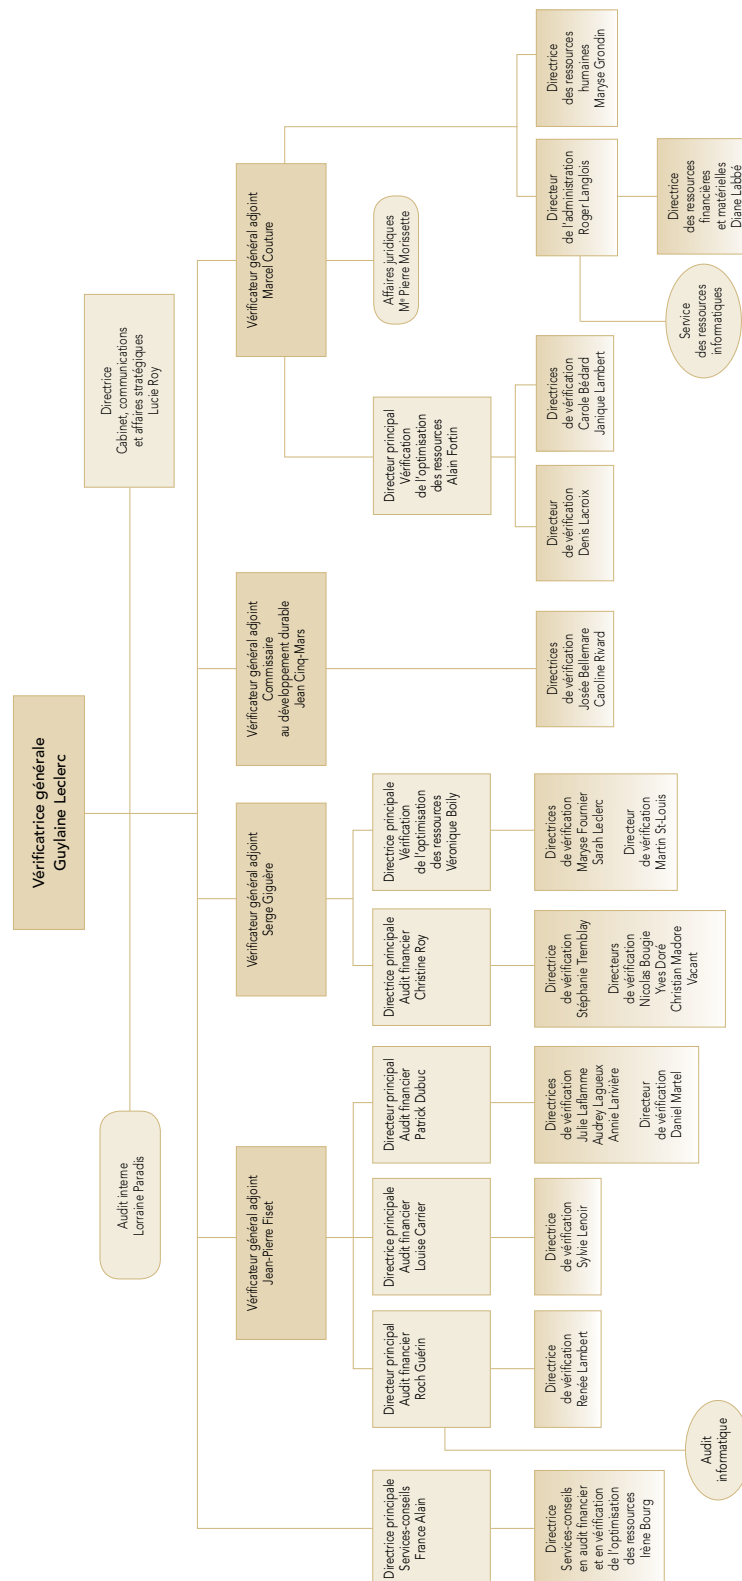 Vérificatrice générale
Guylaine Leclerc
Audit interne
Lorraine Paradis
Directrice
Cabinet, communications
et affaires stratégiques
Lucie Roy
Vérificateur général adjoint
Jean-Pierre Fiset
Vérificateur général adjoint
Serge Giguère
Vérificateur général adjoint
Commissaire
au développement durable
Jean Cinq-Mars
Vérificateur général adjoint
Marcel Couture
Directrice principale
Services-conseils
France Alain
Directeur principal
Audit financier
Roch Guérin
Directrice principale
Audit financier
Louise Carrier
Directeur principal
Audit financier
Patrick Dubuc
Directrice principale
Audit financier
Christine Roy
Directrice principale
Vérification
de l'optimisation
des ressources
Véronique Boily
Directeur principal
Vérification
de l'optimisation
des ressources
Alain Fortin
Affaires juridiques
Me Pierre Morissette
Directrice
Services-conseils
en audit financier
et en vérification
de l'optimisation
des ressources
Irène Bourg
Directrice
de vérification
Renée Lambert
Directrice
de vérification
Sylvie Lenoir
Directrices
de vérification
Julie Laflamme
Audrey Lagueux
Annie Larivière
Directeur
de vérification
Daniel Martel
Directrice
de vérification
Stéphanie Tremblay
Directeurs
de vérification
Nicolas Bougie
Yves Doré
Christian Madore
Vacant
Directrices
de vérification
Maryse Fournier
Sarah Leclerc
Directeur
de vérification
Martin St-Louis
Directrices
de vérification
Josée Bellemare
Caroline Rivard
Directeur
de vérification
Denis Lacroix
Directrices
de vérification
Carole Bédard
Janique Lambert
Directeur
de l'administration
Roger Langlois
Directrice
des ressources
humaines
Maryse Grondin
Audit
informatique
Service
des ressources
informatiques
Directrice
des ressources
financières
et matérielles
Diane Labbé